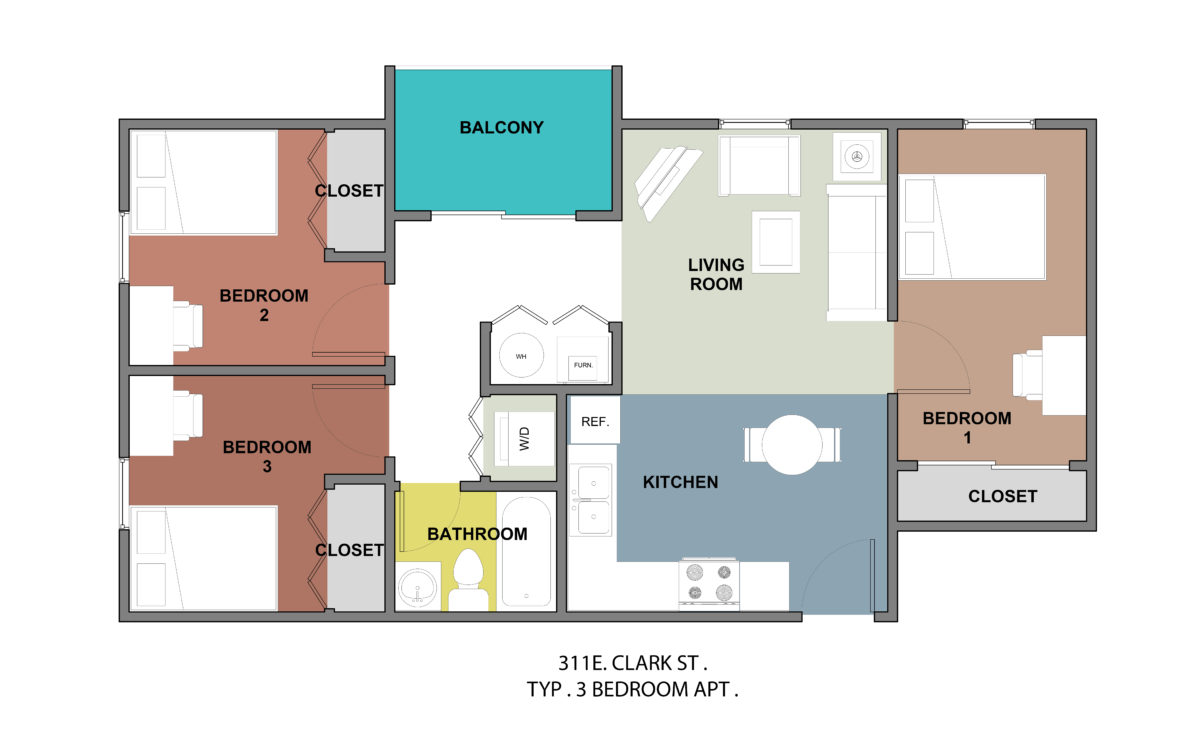 BALCONY
CLOSET
LIVING
ROOM
BEDROOM
2
WH
FURN.
BEDROOM
1
REF.
W/D
BEDROOM
3
KITCHEN
CLOSET
BATHROOM
CLOSET
311E. CLARK ST .
TYP . 3 BEDROOM APT .